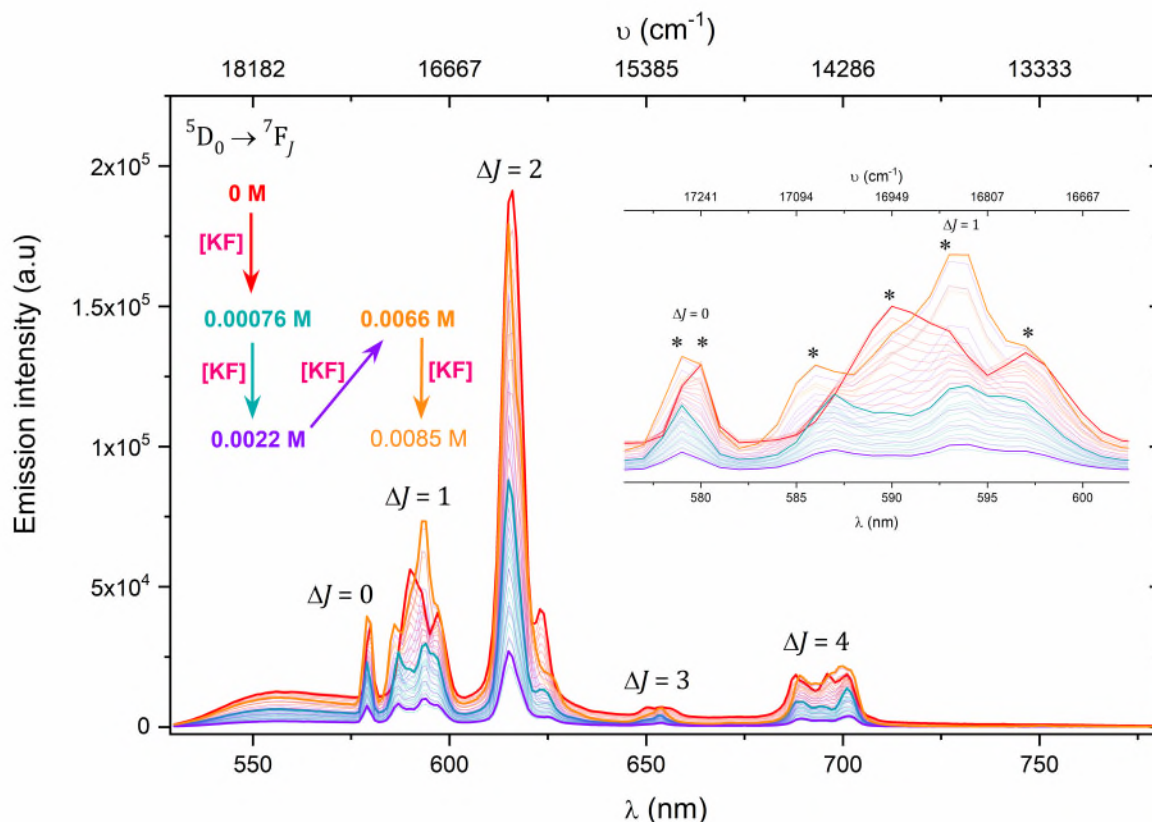 υ (cm⁻¹)
18182 16667 15385 14286 13333
⁵D₀ → ⁷F_J
2x10⁵
1.5x10⁵
1x10⁵
5x10⁴
0
Emission intensity (a.u)
0 M
[KF]
0.00076 M
[KF]
0.0022 M
[KF]
0.0066 M
[KF]
0.0085 M
ΔJ = 0
ΔJ = 1
ΔJ = 2
ΔJ = 3
ΔJ = 4
υ (cm⁻¹)
17241 17094 16949 16807 16667
ΔJ = 0
* *
ΔJ = 1
* * * *
580 585 590 595 600
λ (nm)
550 600 650 700 750
λ (nm)